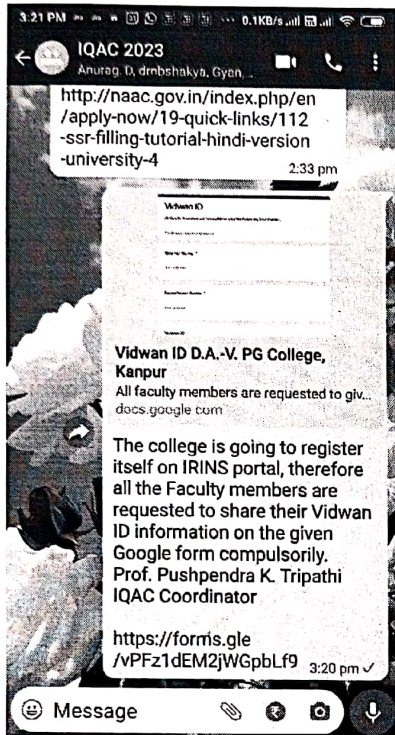 3:21 PM
0.1KB/s
IQAC 2023
Anurag. D, drnbshakya, Gyan,...
http://naac.gov.in/index.php/en
/apply-now/19-quick-links/112
-ssr-filling-tutorial-hindi-version
-university-4
2:33 pm
Vidwan ID
Vidwan ID D.A.-V. PG College,
Kanpur
All faculty members are requested to giv...
docs.google.com
The college is going to register
itself on IRINS portal, therefore
all the Faculty members are
requested to share their Vidwan
ID information on the given
Google form compulsorily.
Prof. Pushpendra K. Tripathi
IQAC Coordinator
https://forms.gle
/vPFz1dEM2jWGpbLf9
3:20 pm
Message